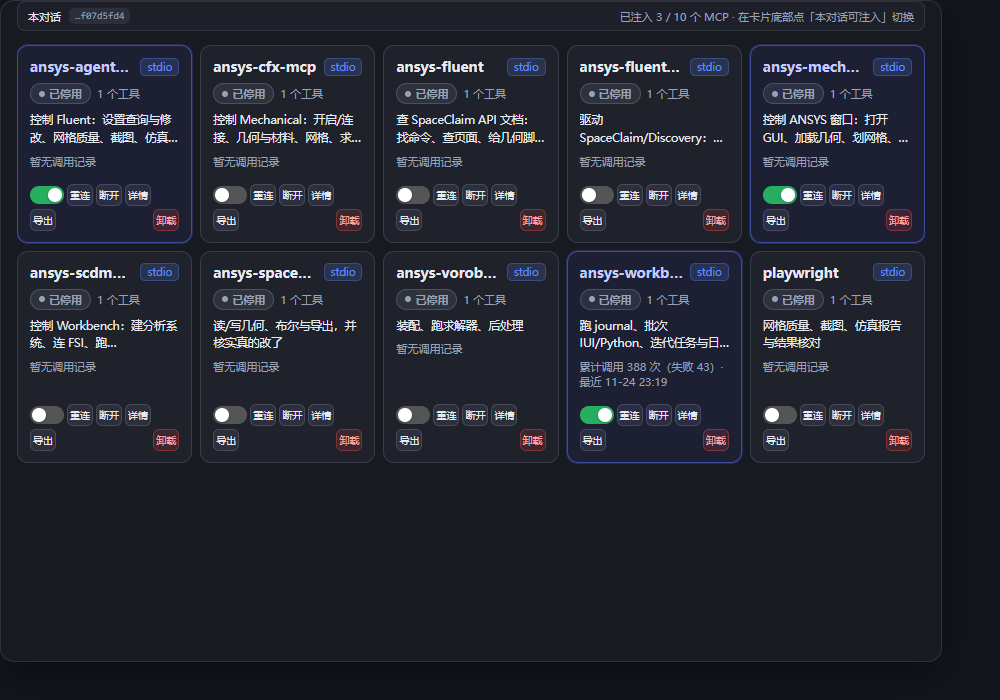 本对话 …f07d5fd4
已注入 3 / 10 个 MCP · 在卡片底部点「本对话可注入」切换
ansys-agent... stdio
已停用 1 个工具
控制 Fluent：设置查询与修
改、网格质量、截图、仿真...
暂无调用记录
重连 断开 详情
导出 卸载
ansys-cfx-mcp stdio
已停用 1 个工具
控制 Mechanical：开启/连
接、几何与材料、网格、求...
暂无调用记录
重连 断开 详情
导出 卸载
ansys-fluent stdio
已停用 1 个工具
查 SpaceClaim API 文档：
找命令、查页面、给几何脚...
暂无调用记录
重连 断开 详情
导出 卸载
ansys-fluent... stdio
已停用 1 个工具
驱动
SpaceClaim/Discovery：...
暂无调用记录
重连 断开 详情
导出 卸载
ansys-mech... stdio
已停用 1 个工具
控制 ANSYS 窗口：打开
GUI、加载几何、划网格、...
暂无调用记录
重连 断开 详情
导出 卸载
ansys-scdm... stdio
已停用 1 个工具
控制 Workbench：建分析系
统、连 FSI、跑...
暂无调用记录
重连 断开 详情
导出 卸载
ansys-space... stdio
已停用 1 个工具
读/写几何、布尔与导出，并
核实真的改了
暂无调用记录
重连 断开 详情
导出 卸载
ansys-vorob... stdio
已停用 1 个工具
装配、跑求解器、后处理
暂无调用记录
重连 断开 详情
导出 卸载
ansys-workb... stdio
已停用 1 个工具
跑 journal、批次
IUI/Python、迭代任务与日...
累计调用 388 次（失败 43）·
最近 11-24 23:19
重连 断开 详情
导出 卸载
playwright stdio
已停用 1 个工具
网格质量、截图、仿真报告
与结果核对
暂无调用记录
重连 断开 详情
导出 卸载